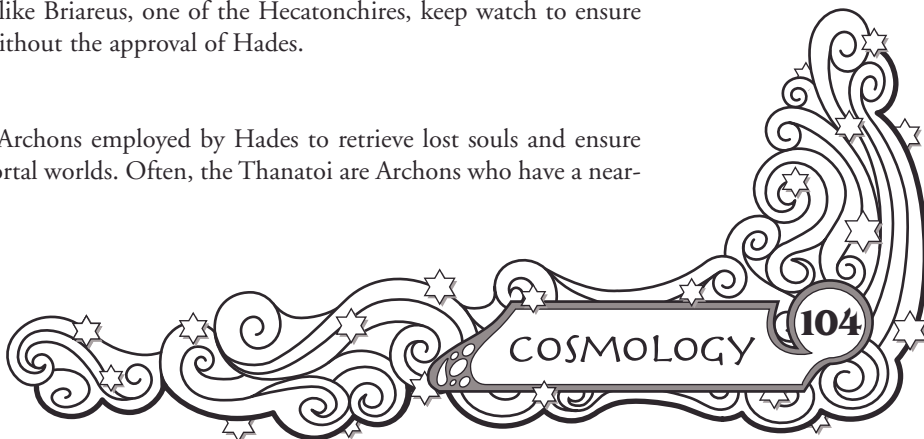 like Briareus, one of the Hecatonchires, keep watch to ensure
ithout the approval of Hades.
Archons employed by Hades to retrieve lost souls and ensure
ortal worlds. Often, the Thanatoi are Archons who have a near-
COSMOLOGY
104